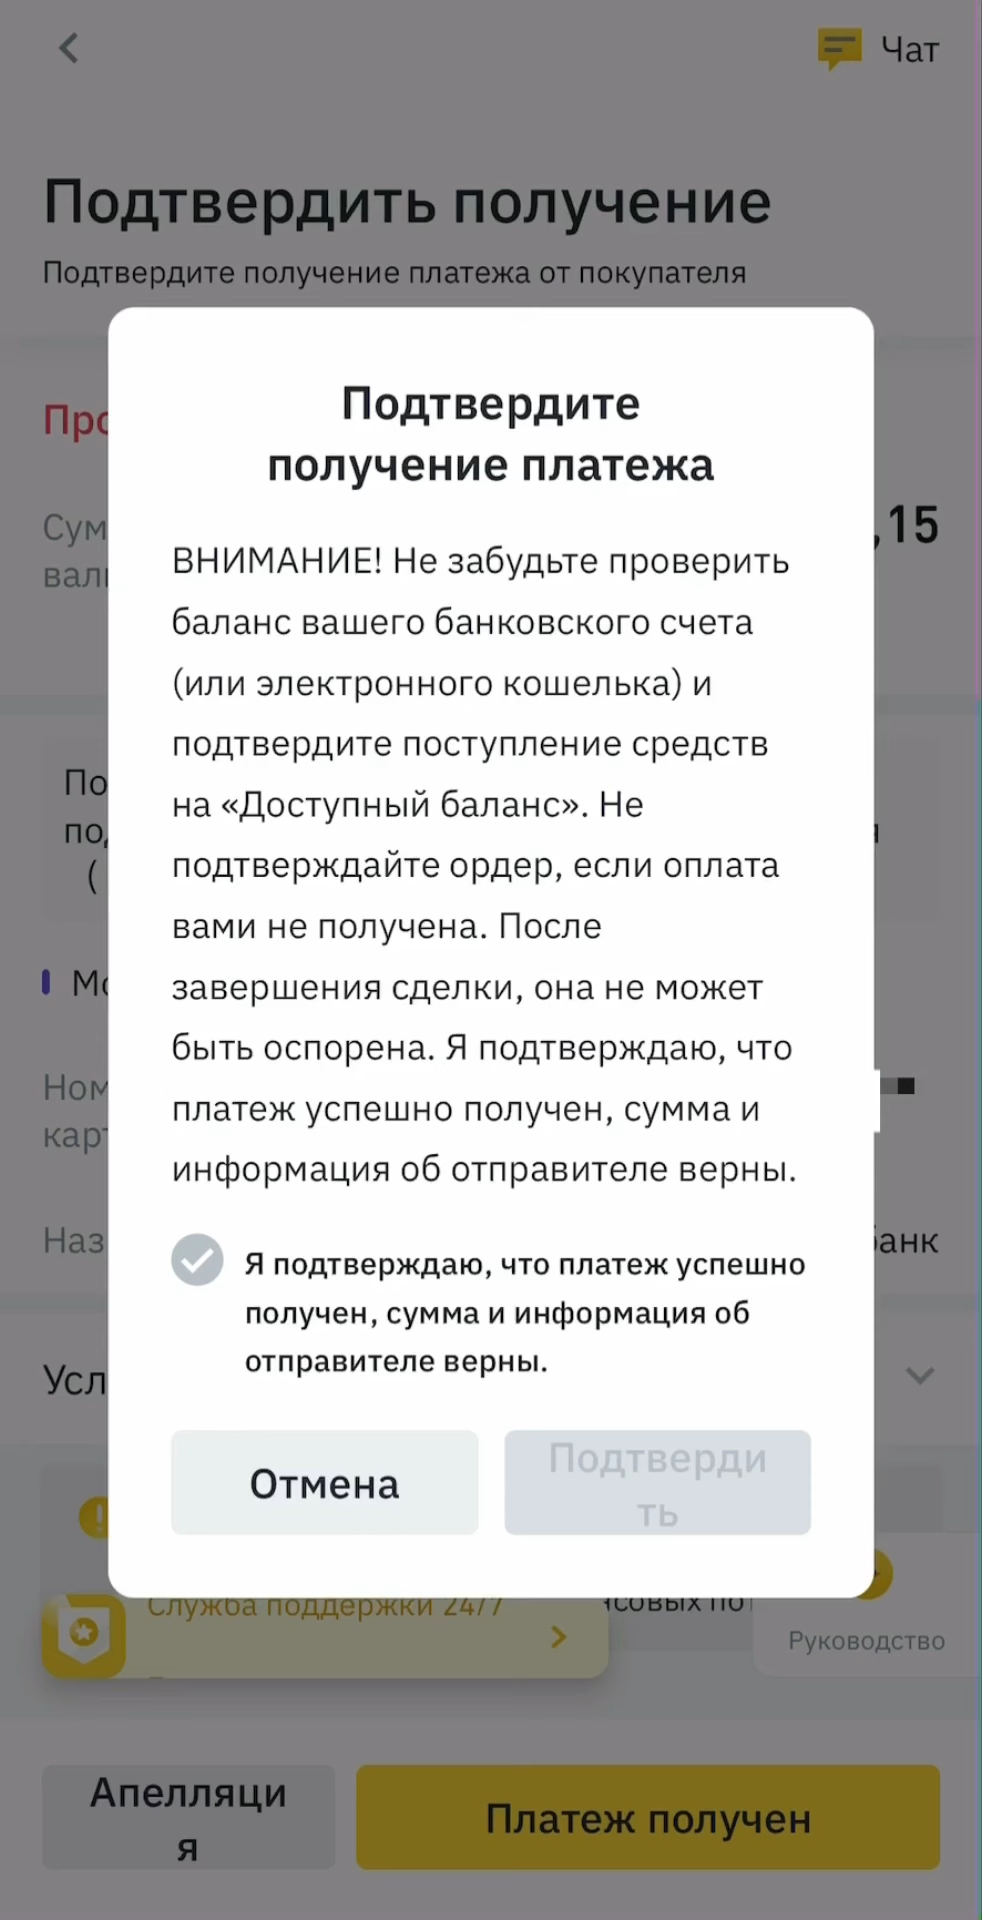 Чат
Подтвердить получение
Подтвердите получение платежа от покупателя
Подтвердите
получение платежа
,15
ВНИМАНИЕ! Не забудьте проверить
баланс вашего банковского счета
(или электронного кошелька) и
подтвердите поступление средств
на «Доступный баланс». Не
подтверждайте ордер, если оплата
вами не получена. После
завершения сделки, она не может
быть оспорена. Я подтверждаю, что
платеж успешно получен, сумма и
информация об отправителе верны.
Я подтверждаю, что платеж успешно
получен, сумма и информация об
отправителе верны.
Отмена
Подтверди
ть
Служба поддержки 24/7
Руководство
Апелляци
я
Платеж получен